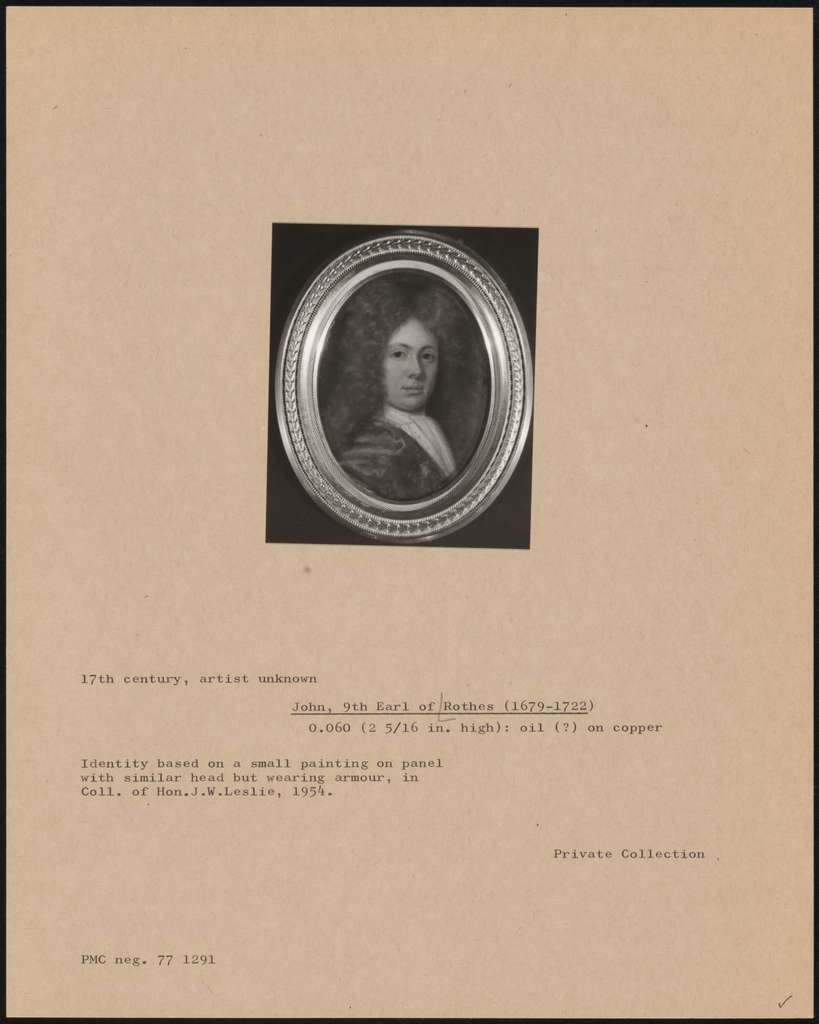 17th century, artist unknown
John, 9th Earl of Rothes (1679-1722)
0.060 (2 5/16 in. high): oil (?) on copper
Identity based on a small painting on panel
with similar head but wearing armour, in
Coll. of Hon.J.W.Leslie, 1954.
Private Collection
PMC neg. 77 1291